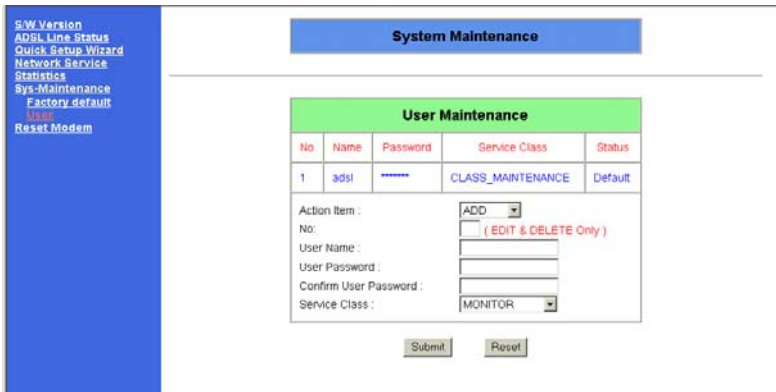 S/W Version
ADSL Line Status
Quick Setup Wizard
Network Service
Statistics
Sys-Maintenance
Factory default
User
Reset Modem
System Maintenance
User Maintenance
No Name Password Service Class Status
1 adsl ******* CLASS_MAINTENANCE Default
Action Item : ADD
No: ( EDIT & DELETE Only )
User Name :
User Password :
Confirm User Password :
Service Class : MONITOR
Submit Reset